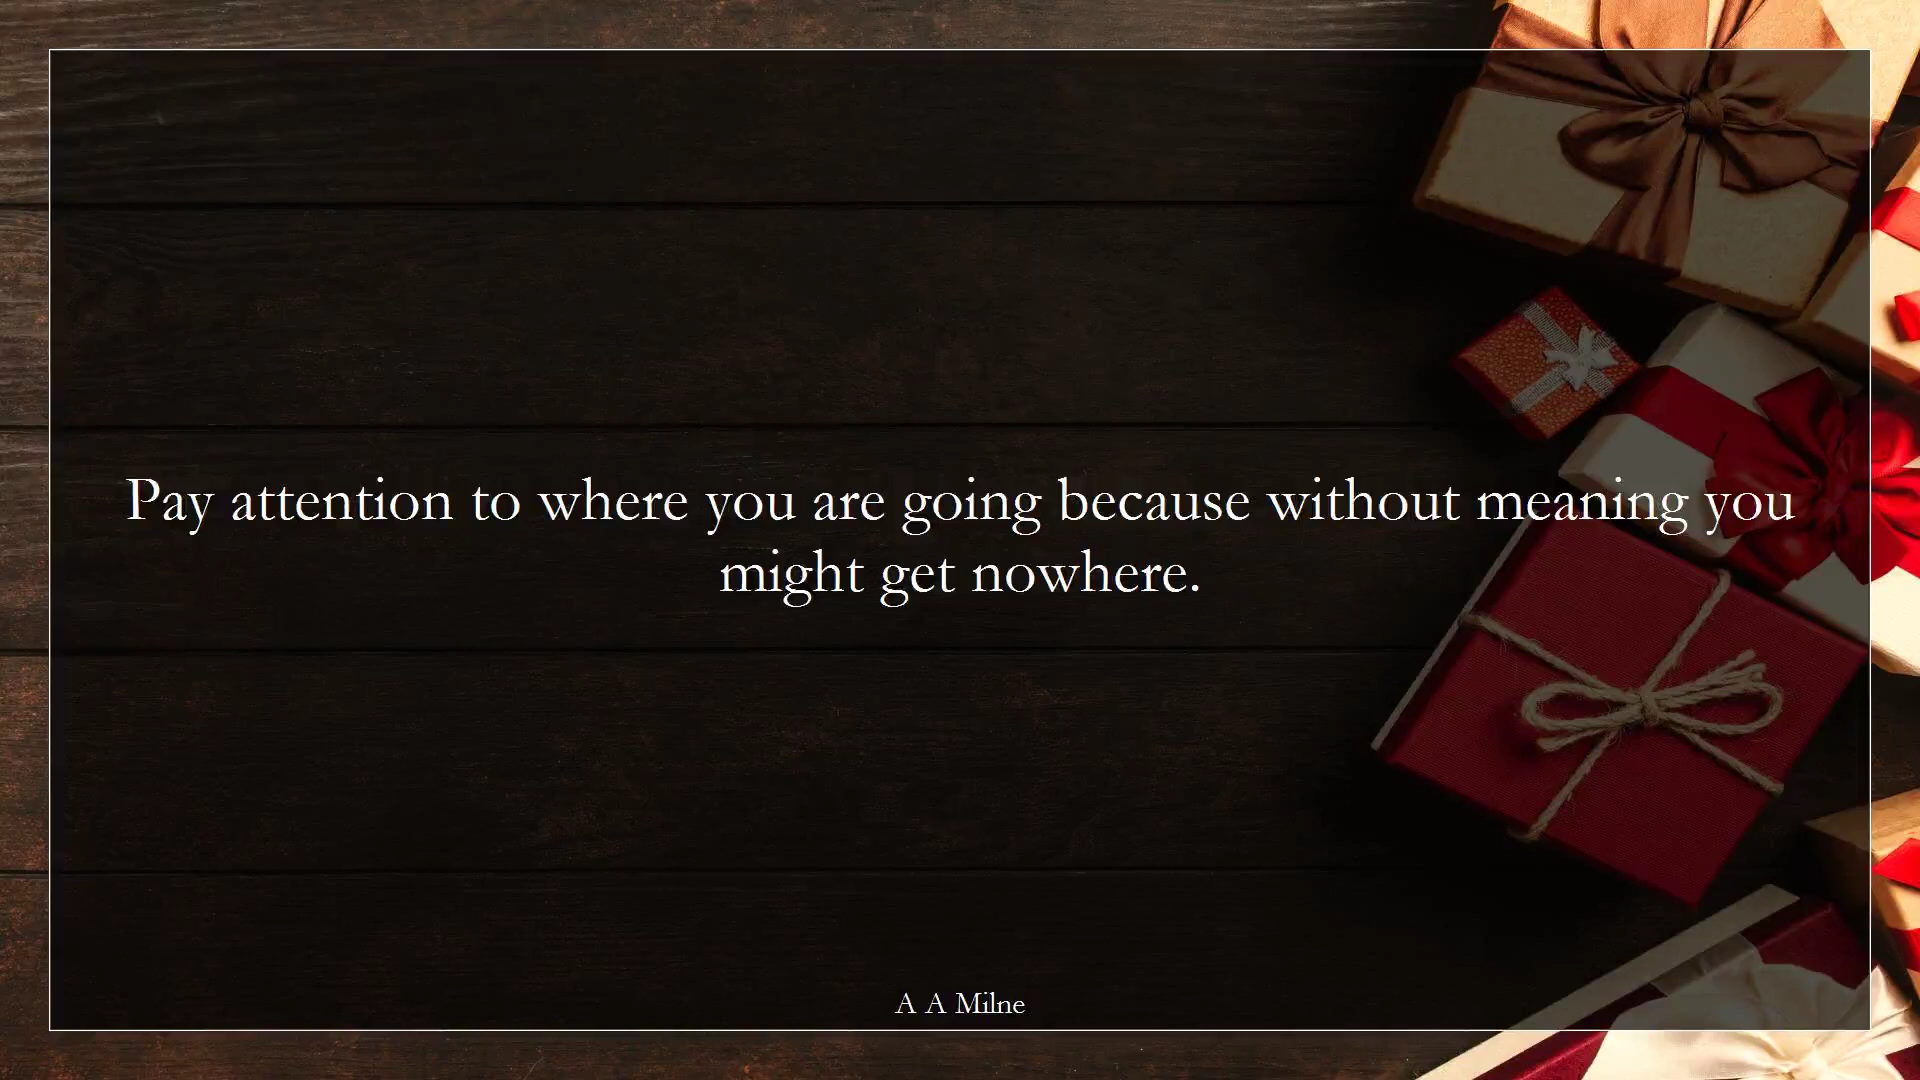 Pay attention to where you are going because without meaning you
might get nowhere.
A A Milne